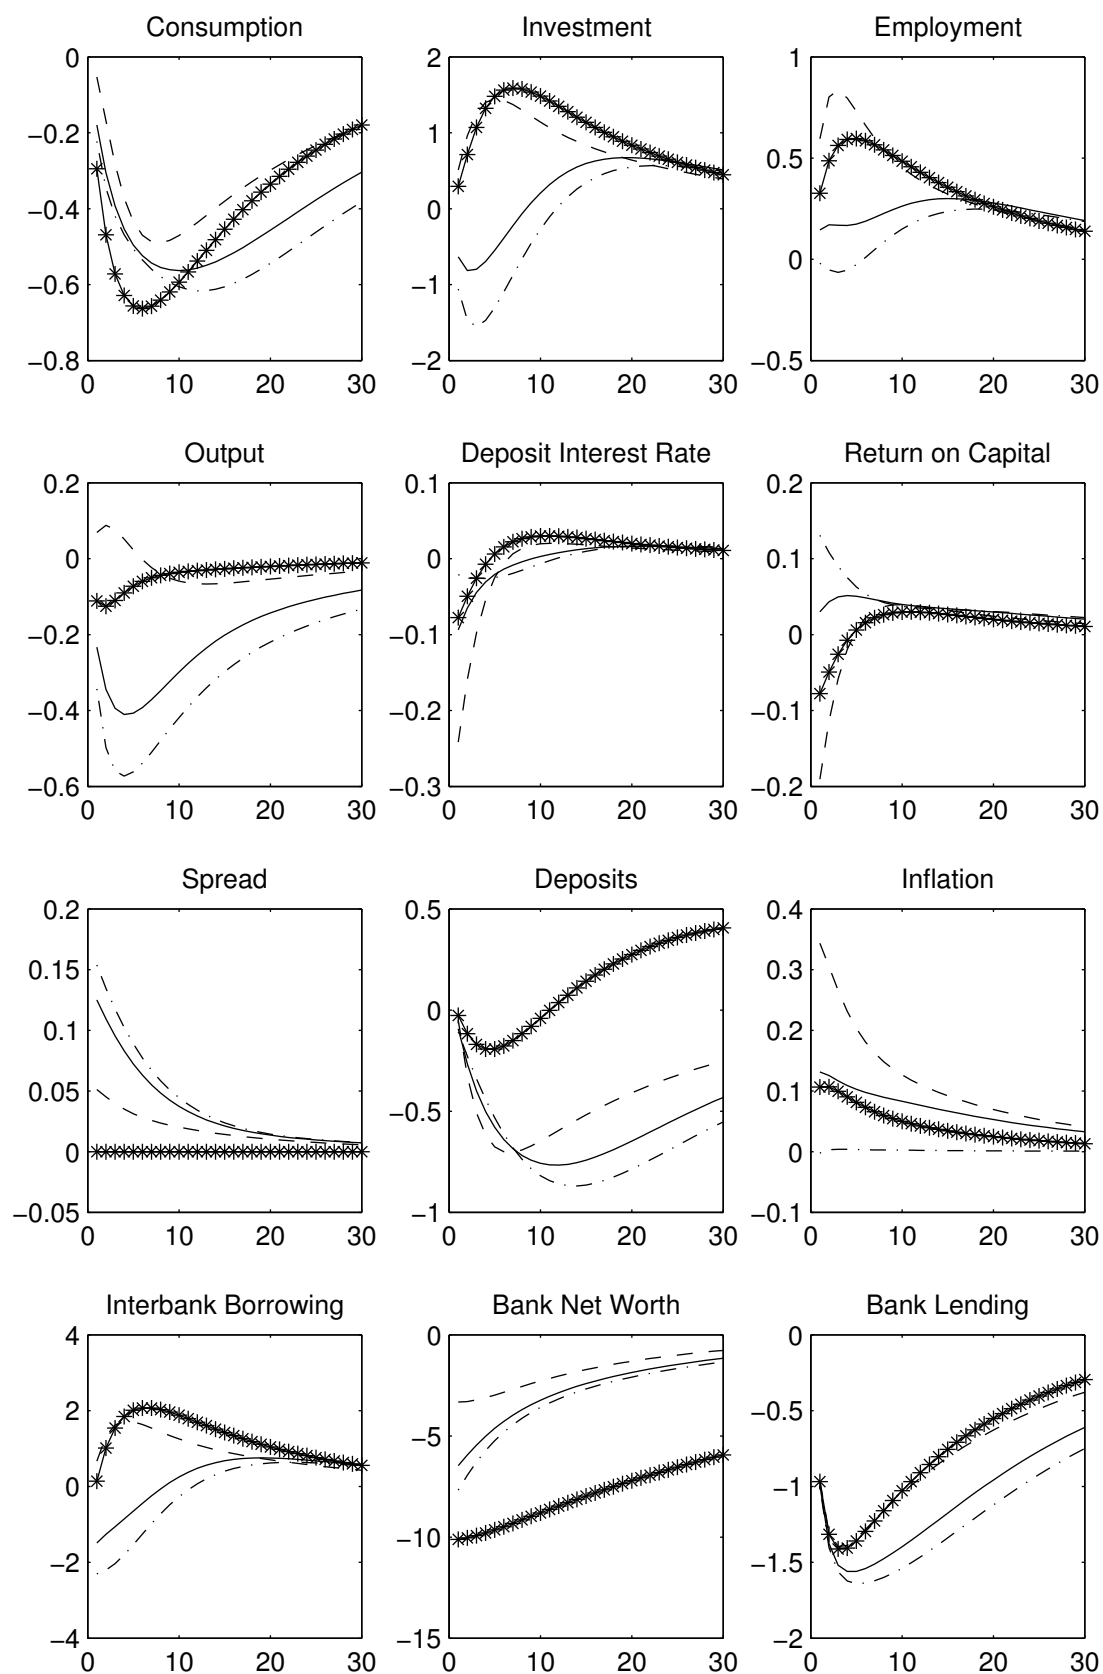 Consumption Investment Employment
0 2 1
−0.2 1 0.5
−0.4 0
−0.6 −1 0
−0.8 −2 −0.5
0 10 20 30 0 10 20 30 0 10 20 30
Output Deposit Interest Rate Return on Capital
0.2 0.1 0.2
0 0 0.1
−0.2 −0.1 0
−0.4 −0.2 −0.1
−0.6 −0.3 −0.2
0 10 20 30 0 10 20 30 0 10 20 30
Spread Deposits Inflation
0.2 0.5 0.4
0.15 0.3
0.1 0 0.2
0.05 −0.5 0.1
0 0
−0.05 −1 −0.1
0 10 20 30 0 10 20 30 0 10 20 30
Interbank Borrowing Bank Net Worth Bank Lending
4 0 0
2 −5 −0.5
0 −1
−2 −10 −1.5
−4 −15 −2
0 10 20 30 0 10 20 30 0 10 20 30